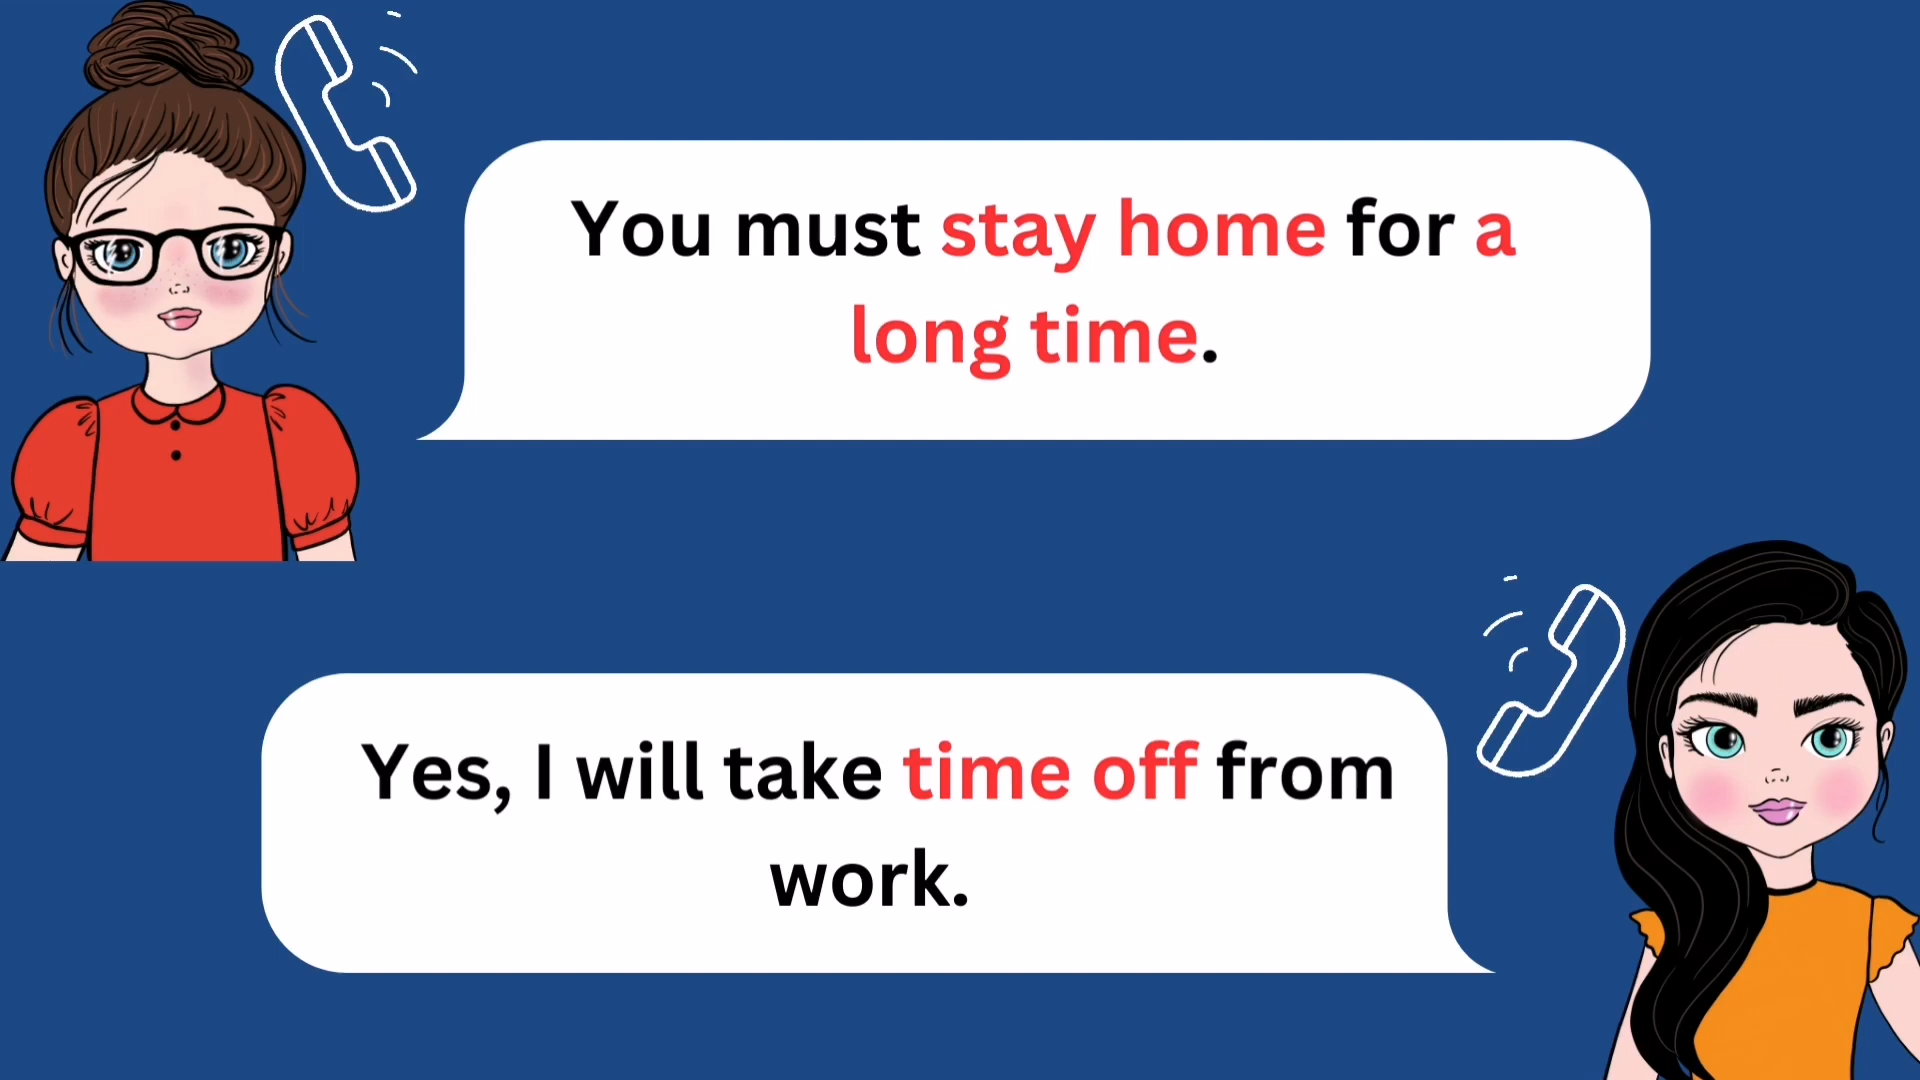 You must stay home for a
long time.
Yes, I will take time off from
work.